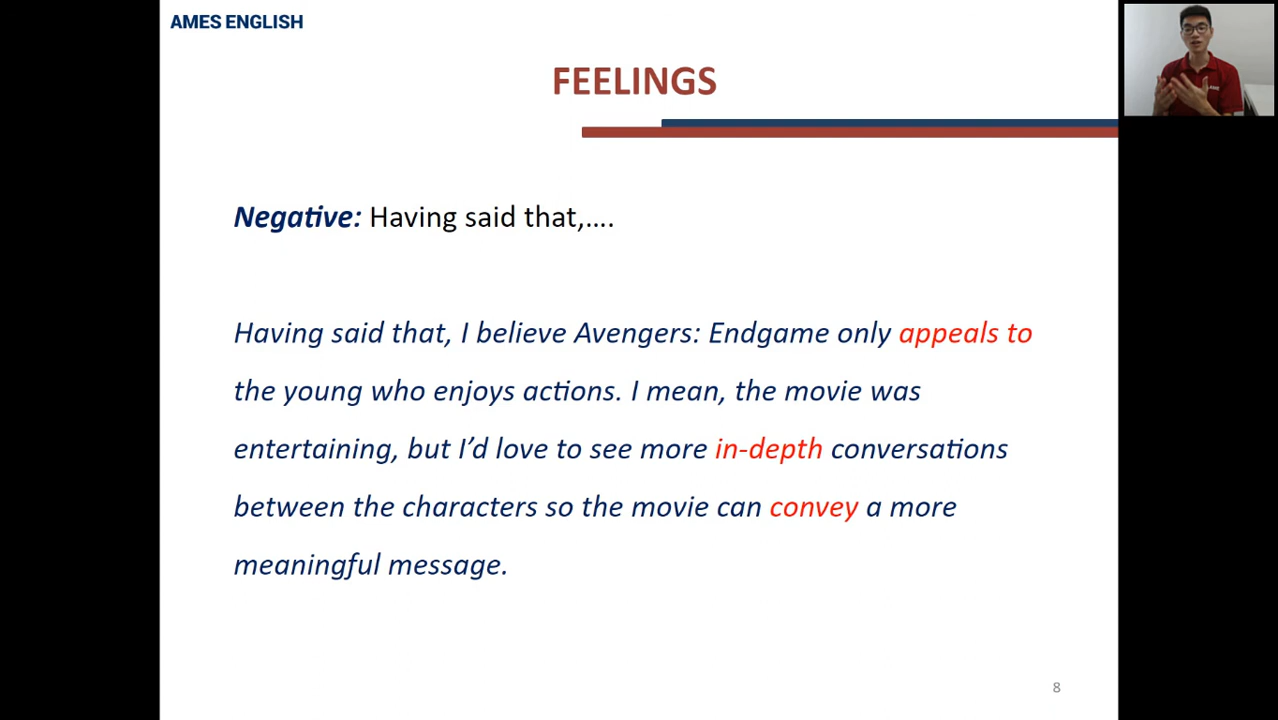 AMES ENGLISH
FEELINGS
Negative: Having said that,....
Having said that, I believe Avengers: Endgame only appeals to
the young who enjoys actions. I mean, the movie was
entertaining, but I’d love to see more in-depth conversations
between the characters so the movie can convey a more
meaningful message.
8